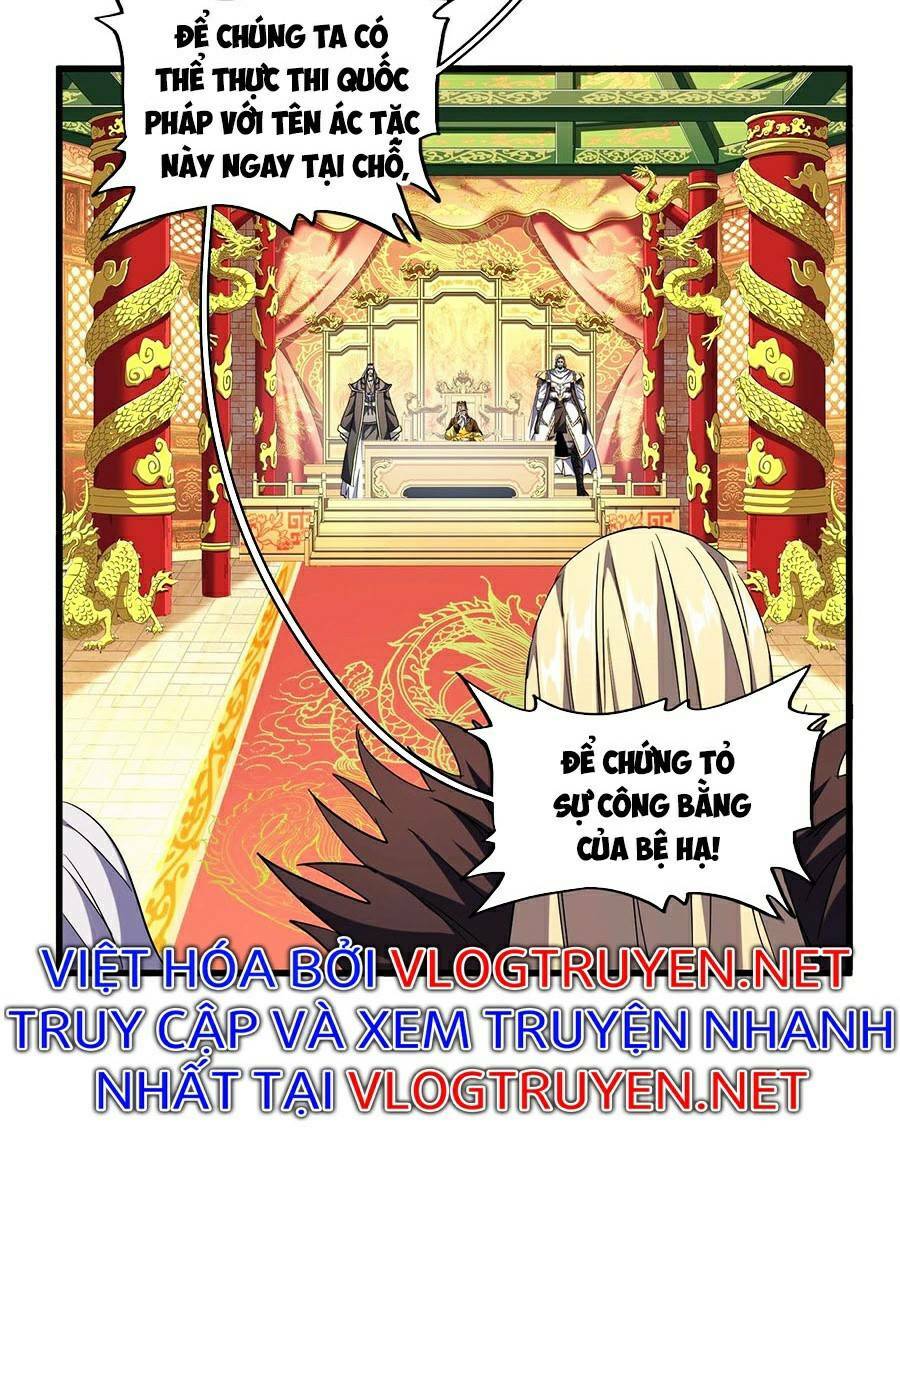 ĐỂ CHÚNG TA CÓ
THỂ THỰC THI QUỐC
PHÁP VỚI TÊN ÁC TẶC
NÀY NGAY TẠI CHỖ,
ĐỂ CHỨNG TỎ
SỰ CÔNG BẰNG
CỦA BỆ HẠ!
VIỆT HÓA BỞI VLOGTRUYEN.NET
TRUY CẬP VÀ XEM TRUYỆN NHANH
NHẤT TẠI VLOGTRUYEN.NET